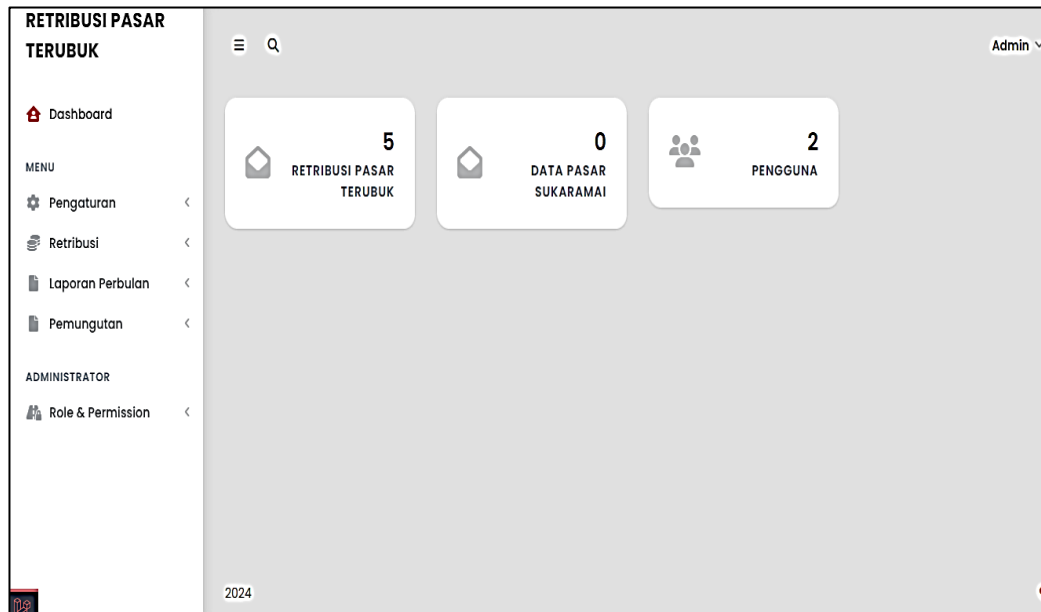 RETRIBUSI PASAR
TERUBUK
Admin
Dashboard
MENU
Pengaturan
Retribusi
Laporan Perbulan
Pemungutan
ADMINISTRATOR
Role & Permission
5
RETRIBUSI PASAR
TERUBUK
0
DATA PASAR
SUKARAMAI
2
PENGGUNA
2024